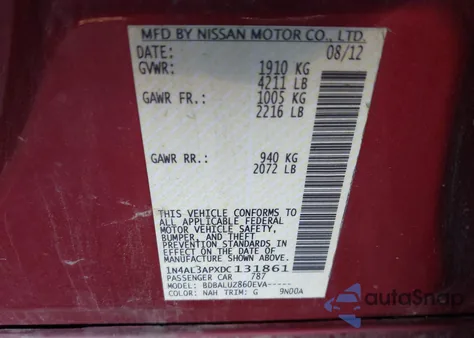 MFD BY NISSAN MOTOR CO., LTD.
DATE: 08/12
GVWR: 1910 KG
4211 LB
GAWR FR.: 1005 KG
2216 LB
GAWR RR.: 940 KG
2072 LB
THIS VEHICLE CONFORMS TO
ALL APPLICABLE FEDERAL
MOTOR VEHICLE SAFETY,
BUMPER, AND THEFT
PREVENTION STANDARDS IN
EFFECT ON THE DATE OF
MANUFACTURE SHOWN ABOVE.
1N4AL3APXDC131861
PASSENGER CAR 787
MODEL: BDBALUZ860EVA-----
COLOR: NAH TRIM: G 9N00A
autoSnap